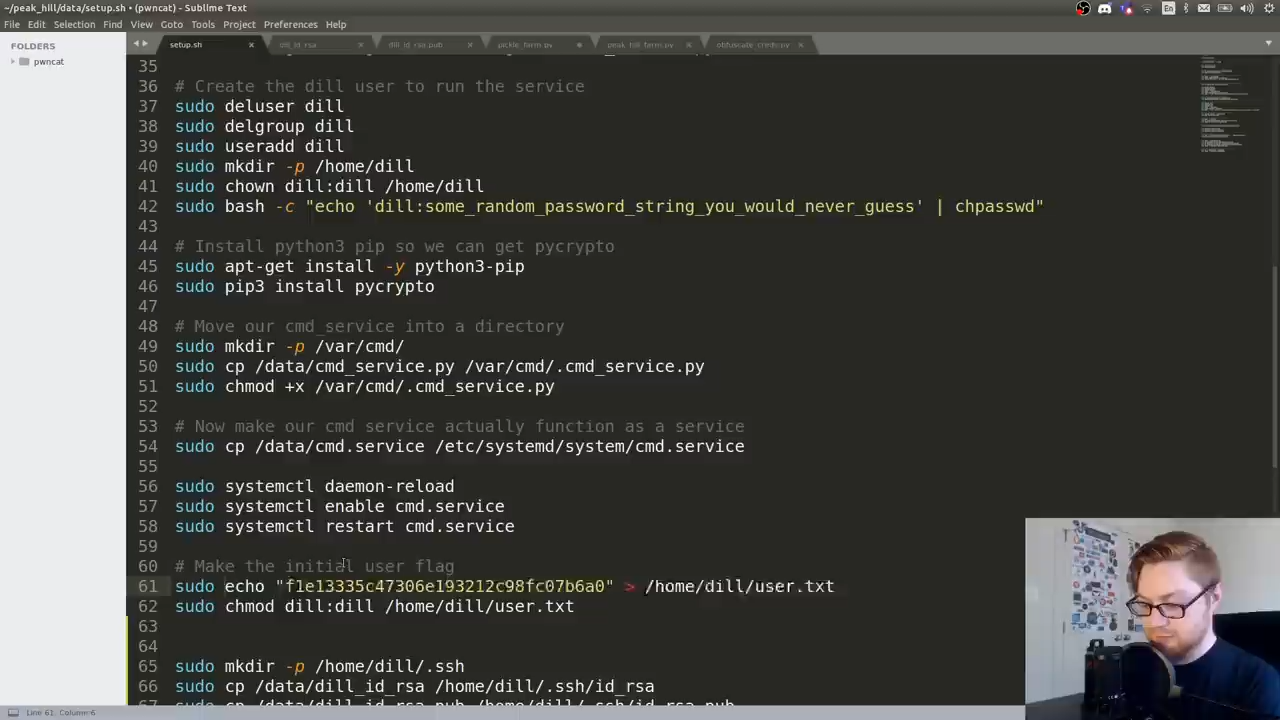 ~/peak_hill/data/setup.sh • (pwncat) - Sublime Text
En
File Edit Selection Find View Goto Tools Project Preferences Help
FOLDERS
pwncat
setup.sh dill_id_rsa dill_id_rsa.pub pickle_farm.py peak_hill_farm.py obfuscate_creds.py
35
36 # Create the dill user to run the service
37 sudo deluser dill
38 sudo delgroup dill
39 sudo useradd dill
40 sudo mkdir -p /home/dill
41 sudo chown dill:dill /home/dill
42 sudo bash -c "echo 'dill:some_random_password_string_you_would_never_guess' | chpasswd"
43
44 # Install python3 pip so we can get pycrypto
45 sudo apt-get install -y python3-pip
46 sudo pip3 install pycrypto
47
48 # Move our cmd_service into a directory
49 sudo mkdir -p /var/cmd/
50 sudo cp /data/cmd_service.py /var/cmd/.cmd_service.py
51 sudo chmod +x /var/cmd/.cmd_service.py
52
53 # Now make our cmd service actually function as a service
54 sudo cp /data/cmd.service /etc/systemd/system/cmd.service
55
56 sudo systemctl daemon-reload
57 sudo systemctl enable cmd.service
58 sudo systemctl restart cmd.service
59
60 # Make the initial user flag
61 sudo echo "f1e13335c47306e193212c98fc07b6a0" > /home/dill/user.txt
62 sudo chmod dill:dill /home/dill/user.txt
63
64
65 sudo mkdir -p /home/dill/.ssh
66 sudo cp /data/dill_id_rsa /home/dill/.ssh/id_rsa
67 sudo cp /data/dill_id_rsa.pub /home/dill/.ssh/id_rsa.pub
Line 61, Column 6